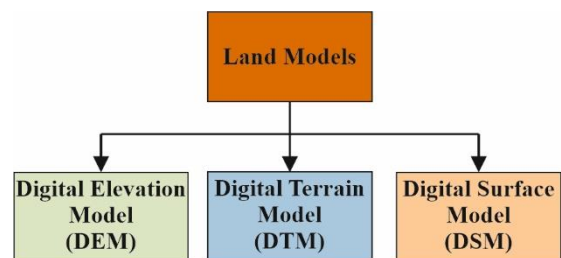 Land Models
Digital Elevation
Model
(DEM)
Digital Terrain
Model
(DTM)
Digital Surface
Model
(DSM)